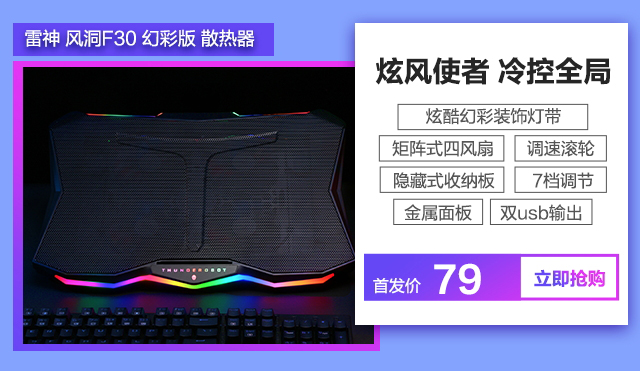 雷神 风洞F30 幻彩版 散热器
炫风使者 冷控全局
炫酷幻彩装饰灯带
矩阵式四风扇 调速滚轮
隐藏式收纳板 7档调节
金属面板 双usb输出
THUNDEROBOT
首发价 79 立即抢购